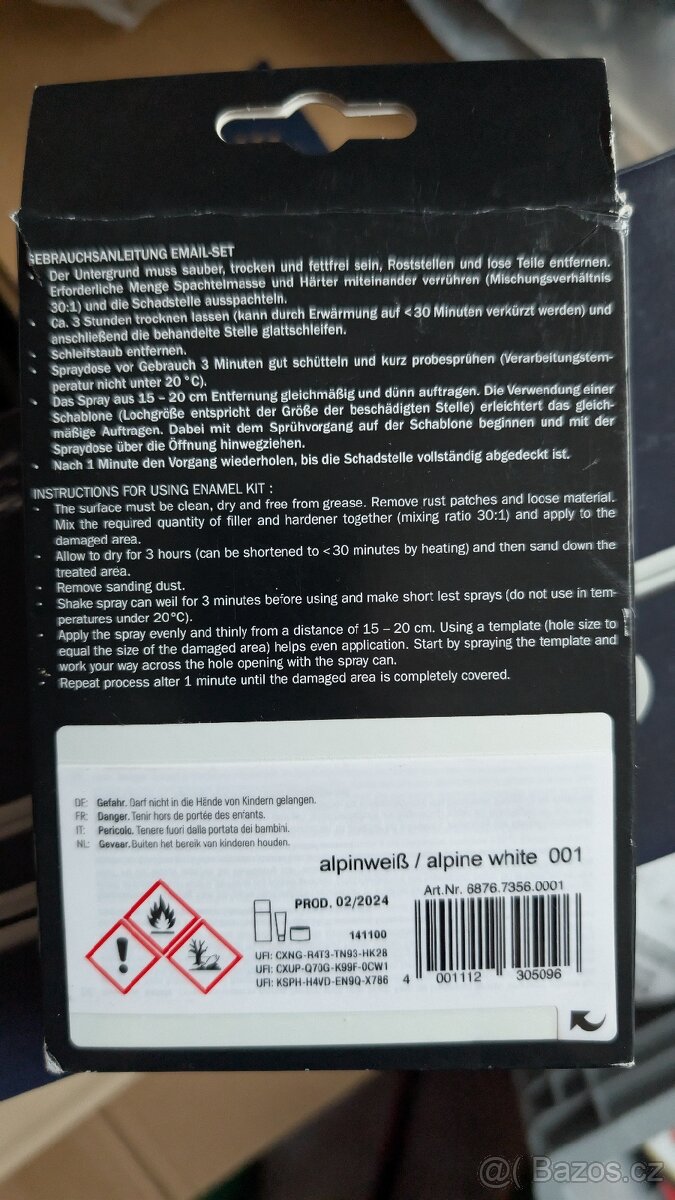 GEBRAUCHSANLEITUNG EMAIL-SET
Der Untergrund muss sauber, trocken und fettfrei sein, Roststellen und lose Teile entfernen.
Erforderliche Menge Spachtelmasse und Härter miteinander verrühren (Mischungsverhältnis
30:1) und die Schadstelle ausspachteln.
- Ca. 3 Stunden trocknen lassen (kann durch Erwärmung auf <30 Minuten verkürzt werden) und
anschließend die behandelte Stelle glattschleifen.
- Schleifstaub entfernen.
- Spraydose vor Gebrauch 3 Minuten gut schütteln und kurz probesprühen (Verarbeitungstem-
peratur nicht unter 20°C).
- Das Spray aus 15 – 20 cm Entfernung gleichmäßig und dünn auftragen. Die Verwendung einer
Schablone (Lochgröße entspricht der Größe der beschädigten Stelle) erleichtert das gleich-
mäßige Auftragen. Dabei mit dem Sprühvorgang auf der Schablone beginnen und mit der
Spraydose über die Öffnung hinwegziehen.
- Nach 1 Minute den Vorgang wiederholen, bis die Schadstelle vollständig abgedeckt ist.
INSTRUCTIONS FOR USING ENAMEL KIT :
- The surface must be clean, dry and free from grease. Remove rust patches and loose material.
Mix the required quantity of filler and hardener together (mixing ratio 30:1) and apply to the
damaged area.
- Allow to dry for 3 hours (can be shortened to <30 minutes by heating) and then sand down the
treated area.
- Remove sanding dust.
- Shake spray can weil for 3 minutes before using and make short lest sprays (do not use in tem-
peratures under 20°C).
- Apply the spray evenly and thinly from a distance of 15 – 20 cm. Using a template (hole size to
equal the size of the damaged area) helps even application. Start by spraying the template and
work your way across the hole opening with the spray can.
- Repeat process alter 1 minute until the damaged area is completely covered.
DE: Gefahr. Darf nicht in die Hände von Kindern gelangen.
FR: Danger. Tenir hors de portée des enfants.
IT: Pericolo. Tenere fuori dalla portata dei bambini.
NL: Gevaar. Buiten het bereik van kinderen houden.
alpinweiß / alpine white 001
Art.Nr. 6876.7356.0001
PROD. 02/2024
141100
UFI: CXNG-R4T3-TN93-HK28
UFI: CXUP-Q70G-K99F-0CW1
UFI: KSPH-H4VD-EN9Q-X786
4 001112 305096
@ Bazos.cz